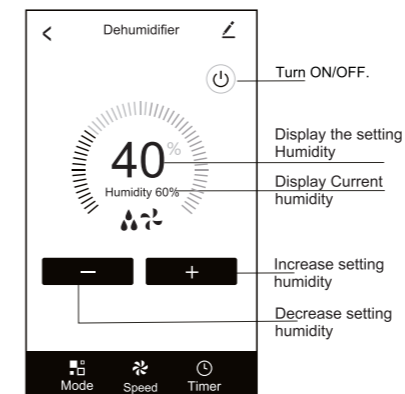 Dehumidifier
Turn ON/OFF.
40%
Display the setting
Humidity
Humidity 60%
Display Current
humidity
− +
Increase setting
humidity
Decrease setting
humidity
Mode Speed Timer